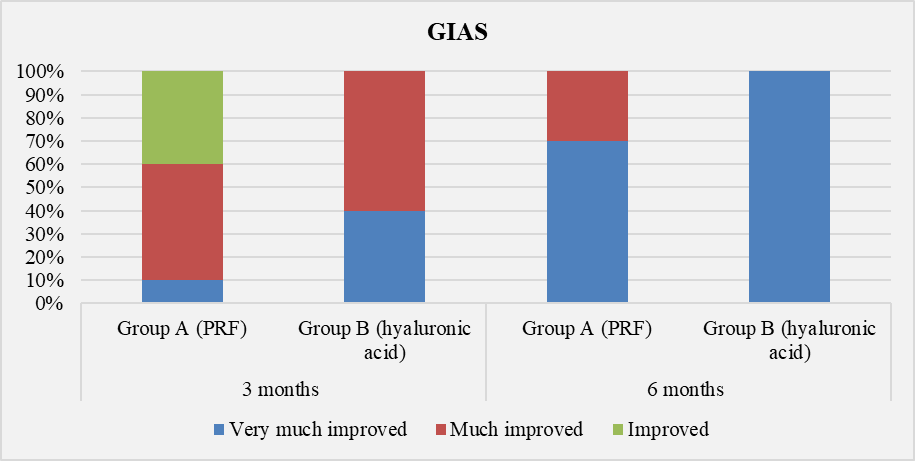 GIAS
100%
90%
80%
70%
60%
50%
40%
30%
20%
10%
0%
Group A (PRF)
Group B (hyaluronic
acid)
Group A (PRF)
Group B (hyaluronic
acid)
3 months
6 months
Very much improved
Much improved
Improved